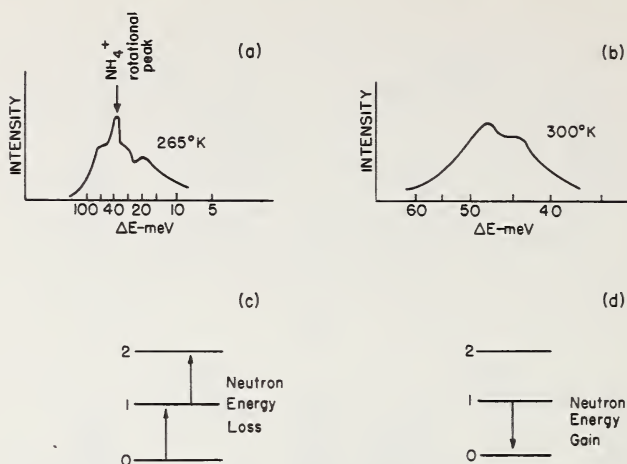 (a)
NH4+
rotational
peak
INTENSITY
265°K
100 40 20 10 5
ΔE-meV
(b)
INTENSITY
300°K
60 50 40
ΔE-meV
(c)
2
1
0
Neutron
Energy
Loss
(d)
2
1
0
Neutron
Energy
Gain